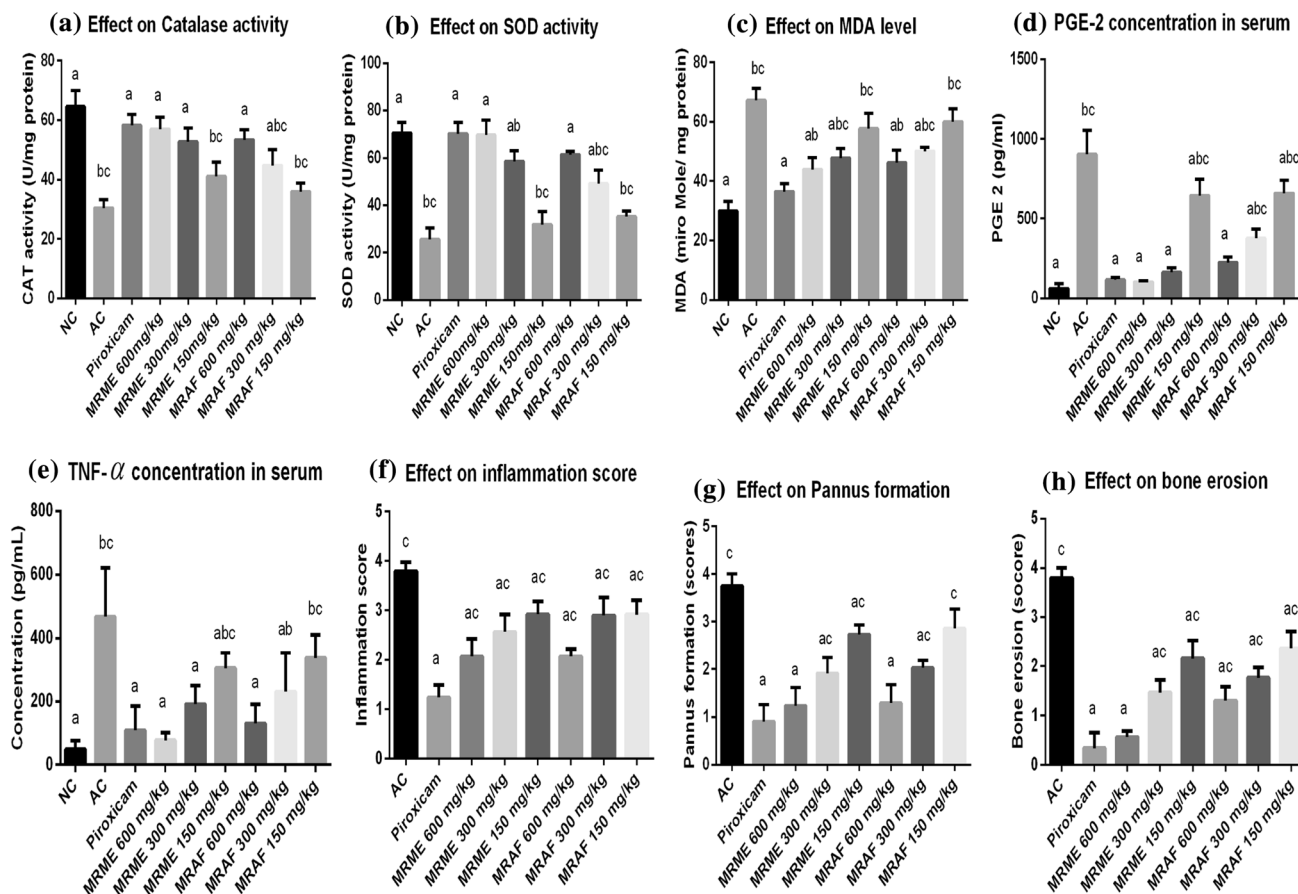 (a) Effect on Catalase activity
CAT activity (U/mg protein)
80
60
40
20
0
a
bc
a
a
a
bc
a
abc
bc
NC
AC
Piroxicam
MRME 600mg/kg
MRME 300mg/kg
MRME 150mg/kg
MRAF 600 mg/kg
MRAF 300 mg/kg
MRAF 150 mg/kg
(b) Effect on SOD activity
SOD activity (U/mg protein)
100
80
60
40
20
0
a
bc
a
a
ab
bc
a
abc
bc
NC
AC
Piroxicam
MRME 600mg/kg
MRME 300mg/kg
MRME 150mg/kg
MRAF 600 mg/kg
MRAF 300 mg/kg
MRAF 150 mg/kg
(c) Effect on MDA level
MDA (miro Mole/ mg protein)
80
60
40
20
0
a
bc
a
ab
abc
bc
ab
abc
bc
NC
AC
Piroxicam
MRME 600 mg/kg
MRME 300 mg/kg
MRME 150 mg/kg
MRAF 600 mg/kg
MRAF 300 mg/kg
MRAF 150 mg/kg
(d) PGE-2 concentration in serum
PGE 2 (pg/ml)
1500
1000
500
0
a
bc
a
a
a
abc
a
abc
abc
NC
AC
Piroxicam
MRME 600 mg/kg
MRME 300 mg/kg
MRME 150 mg/kg
MRAF 600 mg/kg
MRAF 300 mg/kg
MRAF 150 mg/kg
(e) TNF-α concentration in serum
Concentration (pg/mL)
800
600
400
200
0
a
bc
a
a
a
abc
a
ab
bc
NC
AC
Piroxicam
MRME 600 mg/kg
MRME 300 mg/kg
MRME 150 mg/kg
MRAF 600 mg/kg
MRAF 300 mg/kg
MRAF 150 mg/kg
(f) Effect on inflammation score
Inflammation score
5
4
3
2
1
0
c
a
ac
ac
ac
ac
ac
ac
AC
Piroxicam
MRME 600 mg/kg
MRME 300 mg/kg
MRME 150 mg/kg
MRAF 600 mg/kg
MRAF 300 mg/kg
MRAF 150 mg/kg
(g) Effect on Pannus formation
Pannus formation (scores)
5
4
3
2
1
0
c
a
a
ac
ac
a
ac
c
AC
Piroxicam
MRME 600 mg/kg
MRME 300 mg/kg
MRME 150 mg/kg
MRAF 600 mg/kg
MRAF 300 mg/kg
MRAF 150 mg/kg
(h) Effect on bone erosion
Bone erosion (socore)
5
4
3
2
1
0
c
a
a
ac
ac
ac
ac
ac
AC
Piroxicam
MRME 600 mg/kg
MRME 300 mg/kg
MRME 150 mg/kg
MRAF 600 mg/kg
MRAF 300 mg/kg
MRAF 150 mg/kg